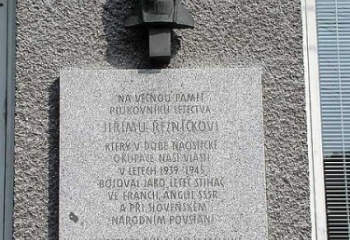 NA VĚČNOU PAMĚŤ
PLUKOVNÍKU LETECTVA
JIŘÍMU ŘEZNÍČKOVI
KTERÝ V DOBĚ NACISTICKÉ
OKUPACE NAŠÍ VLASTI
V LETECH 1939-1945
BOJOVAL JAKO LETEC STÍHAČ
VE FRANCII, ANGLII, SSSR
A PŘI SLOVENSKÉM
NÁRODNÍM POVSTÁNÍ